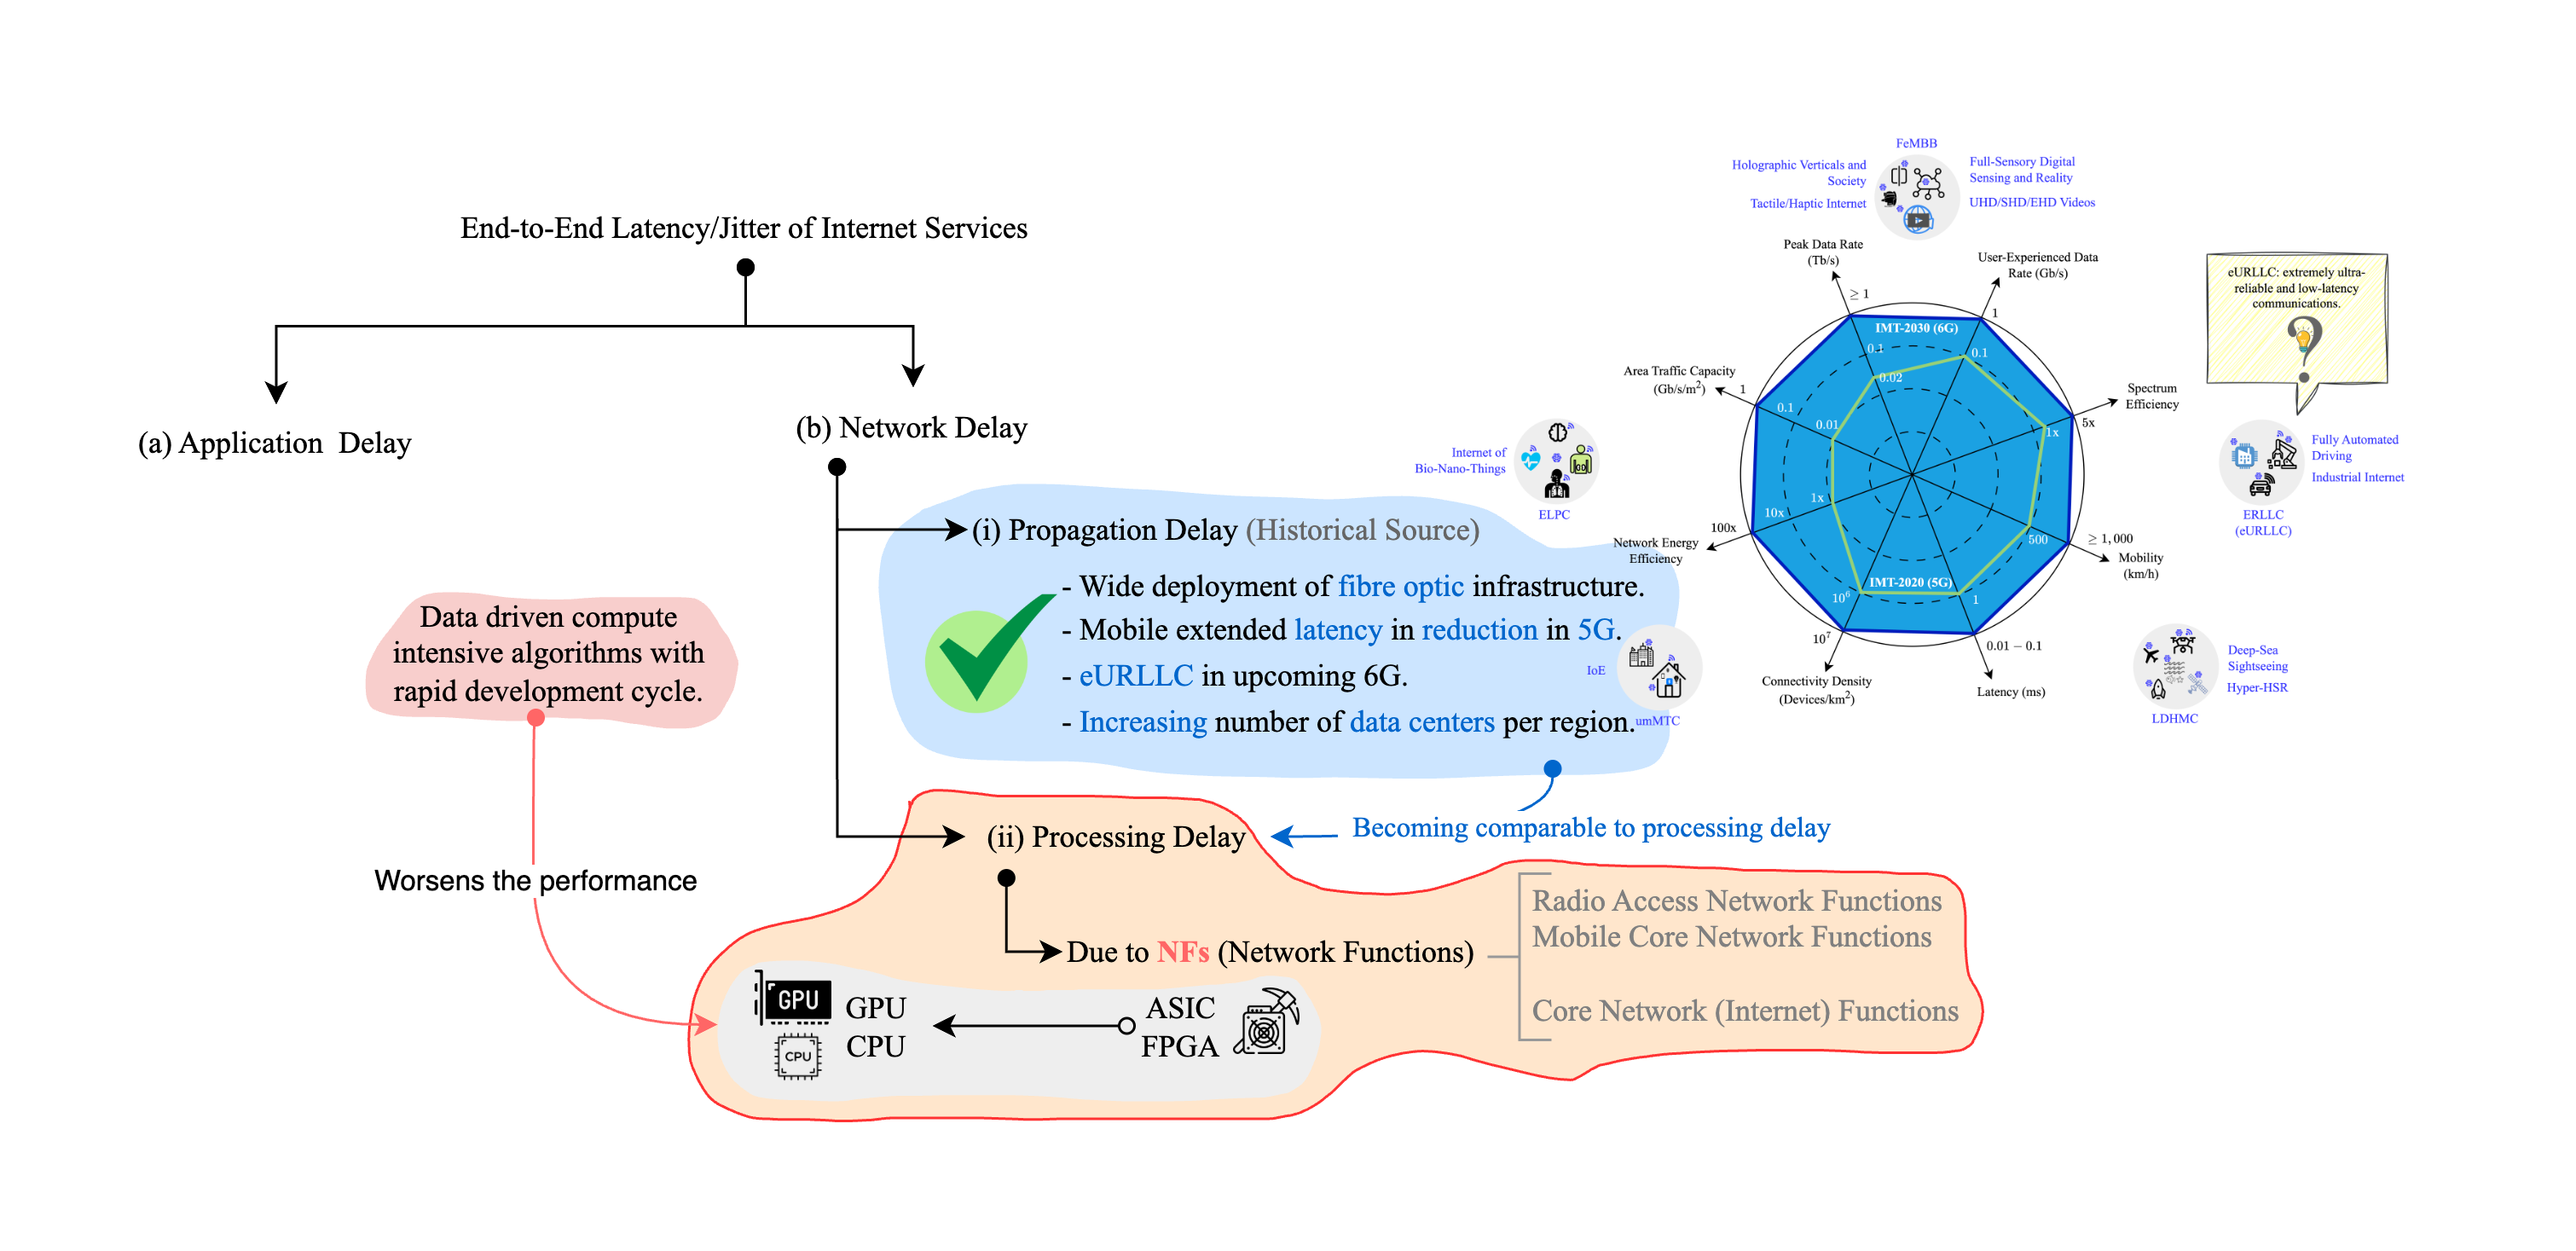 End-to-End Latency/Jitter of Internet Services
(a) Application Delay
(b) Network Delay
(i) Propagation Delay (Historical Source)
- Wide deployment of fibre optic infrastructure.
- Mobile extended latency in reduction in 5G.
- eURLLC in upcoming 6G.
- Increasing number of data centers per region.
Becoming comparable to processing delay
(ii) Processing Delay
Due to NFs (Network Functions)
Radio Access Network Functions
Mobile Core Network Functions
Core Network (Internet) Functions
Data driven compute
intensive algorithms with
rapid development cycle.
Worsens the performance
GPU
GPU
CPU
CPU
ASIC
FPGA
FeMBB
Holographic Verticals and
Society
Tactile/Haptic Internet
Full-Sensory Digital
Sensing and Reality
UHD/SHD/EHD Videos
Peak Data Rate
(Tb/s)
≥ 1
0.1
0.02
User-Experienced Data
Rate (Gb/s)
1
0.1
IMT-2030 (6G)
Area Traffic Capacity
(Gb/s/m²)
1
0.1
0.01
Spectrum
Efficiency
5x
1x
Network Energy
Efficiency
100x
10x
1x
≥ 1,000
Mobility
(km/h)
500
IMT-2020 (5G)
10⁶
10⁷
Connectivity Density
(Devices/km²)
1
0.01 − 0.1
Latency (ms)
eURLLC: extremely ultra-
reliable and low-latency
communications.
Internet of
Bio-Nano-Things
ELPC
Fully Automated
Driving
Industrial Internet
ERLLC
(eURLLC)
IoE
umMTC
Deep-Sea
Sightseeing
Hyper-HSR
LDHMC